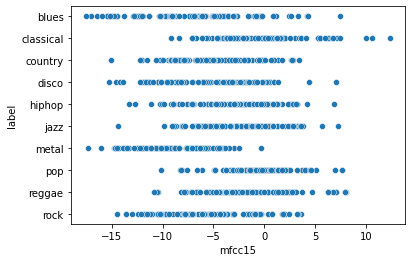 blues
classical
country
disco
hiphop
jazz
metal
pop
reggae
rock
label
−15
−10
−5
0
5
10
mfcc15